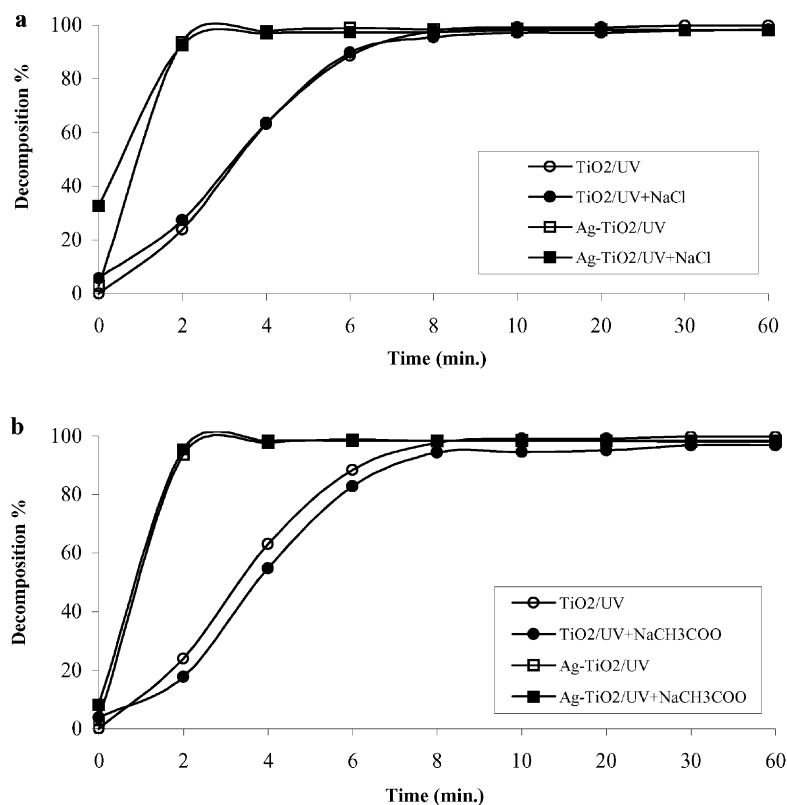 a
100
80
60
40
20
0
Decomposition %
TiO2/UV
TiO2/UV+NaCl
Ag-TiO2/UV
Ag-TiO2/UV+NaCl
0 2 4 6 8 10 20 30 60
Time (min.)
b
100
80
60
40
20
0
Decomposition %
TiO2/UV
TiO2/UV+NaCH3COO
Ag-TiO2/UV
Ag-TiO2/UV+NaCH3COO
0 2 4 6 8 10 20 30 60
Time (min.)